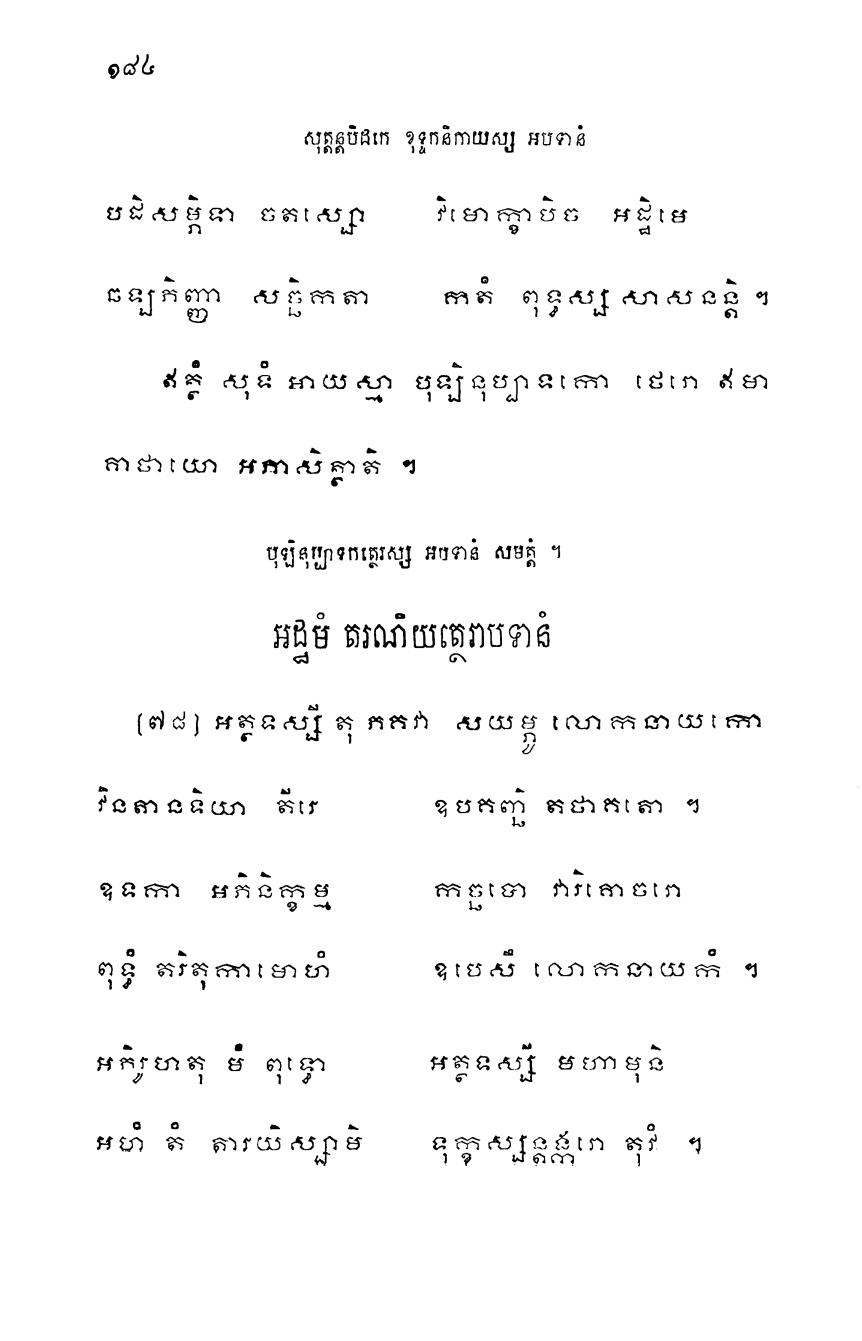 ១៨៤
សុត្តន្តបិដកេ ខុទ្ទកនិកាយស្ស អបទានំ
បដិសម្ភិទា ចតស្សោ វិមោក្ខាបិច អដ្ឋិមេ
ឆឡភិញ្ញា សច្ឆិកតា កតំ ពុទ្ធស្ស សាសនន្តិ ។
ឥត្ថំ សុទំ អាយស្មា បុឡិនុប្បាទកោ ថេរោ ឥមា
គាថាយោ អភាសិត្ថាតិ ។
បុឡិនុប្បាទកត្ថេរស្ស អបទានំ សមត្តំ ។
អដ្ឋមំ តរណិយត្ថេរាបទានំ
[៧៨] អត្ថទស្សី តុ ភគវា សយម្ភូ លោកនាយកោ
វិនតានទិយា តីរេ ឧបគញ្ឆិ តថាគតោ ។
ឧទកា អភិនិក្ខម្ម កច្ឆបោ វារិគោចរោ
ពុទ្ធំ តរិតុកាមោហំ ឧបេសឹ លោកនាយកំ ។
អភិរូហតុ មំ ពុទ្ធោ អត្ថទស្សី មហាមុនិ
អហំ តំ តារយិស្សាមិ ទុក្ខស្សន្តង្ករោ តុវំ ។